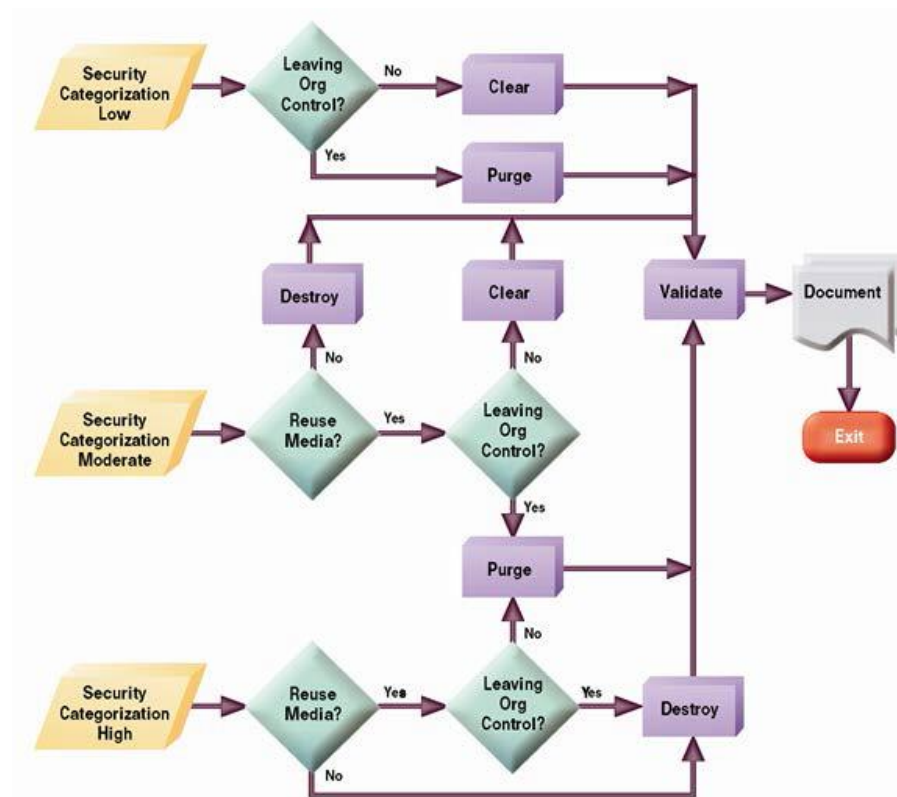 Security
Categorization
Low
Leaving
Org
Control?
No
Clear
Yes
Purge
Destroy
Clear
Validate
Document
No
No
Security
Categorization
Moderate
Reuse
Media?
Yes
Leaving
Org
Control?
Exit
Yes
Purge
No
Security
Categorization
High
Reuse
Media?
Yes
Leaving
Org
Control?
Yes
Destroy
No